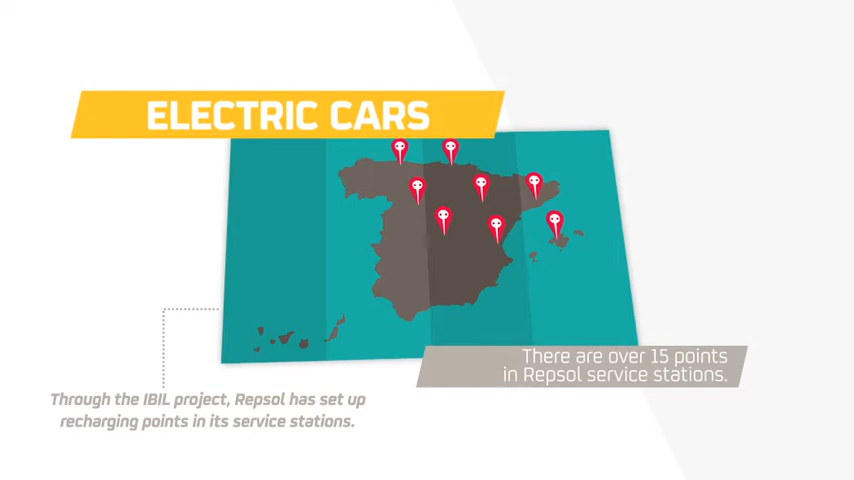 ELECTRIC CARS
There are over 15 points
in Repsol service stations.
Through the IBIL project, Repsol has set up
recharging points in its service stations.